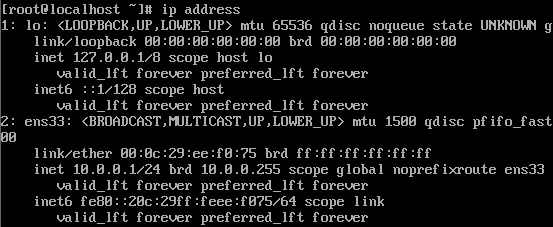 [root@localhost ~]# ip address
1: lo: <LOOPBACK,UP,LOWER_UP> mtu 65536 qdisc noqueue state UNKNOWN g
    link/loopback 00:00:00:00:00:00 brd 00:00:00:00:00:00
    inet 127.0.0.1/8 scope host lo
       valid_lft forever preferred_lft forever
    inet6 ::1/128 scope host
       valid_lft forever preferred_lft forever
2: ens33: <BROADCAST,MULTICAST,UP,LOWER_UP> mtu 1500 qdisc pfifo_fast
00
    link/ether 00:0c:29:ee:f0:75 brd ff:ff:ff:ff:ff:ff
    inet 10.0.0.1/24 brd 10.0.0.255 scope global noprefixroute ens33
       valid_lft forever preferred_lft forever
    inet6 fe80::20c:29ff:feee:f075/64 scope link
       valid_lft forever preferred_lft forever